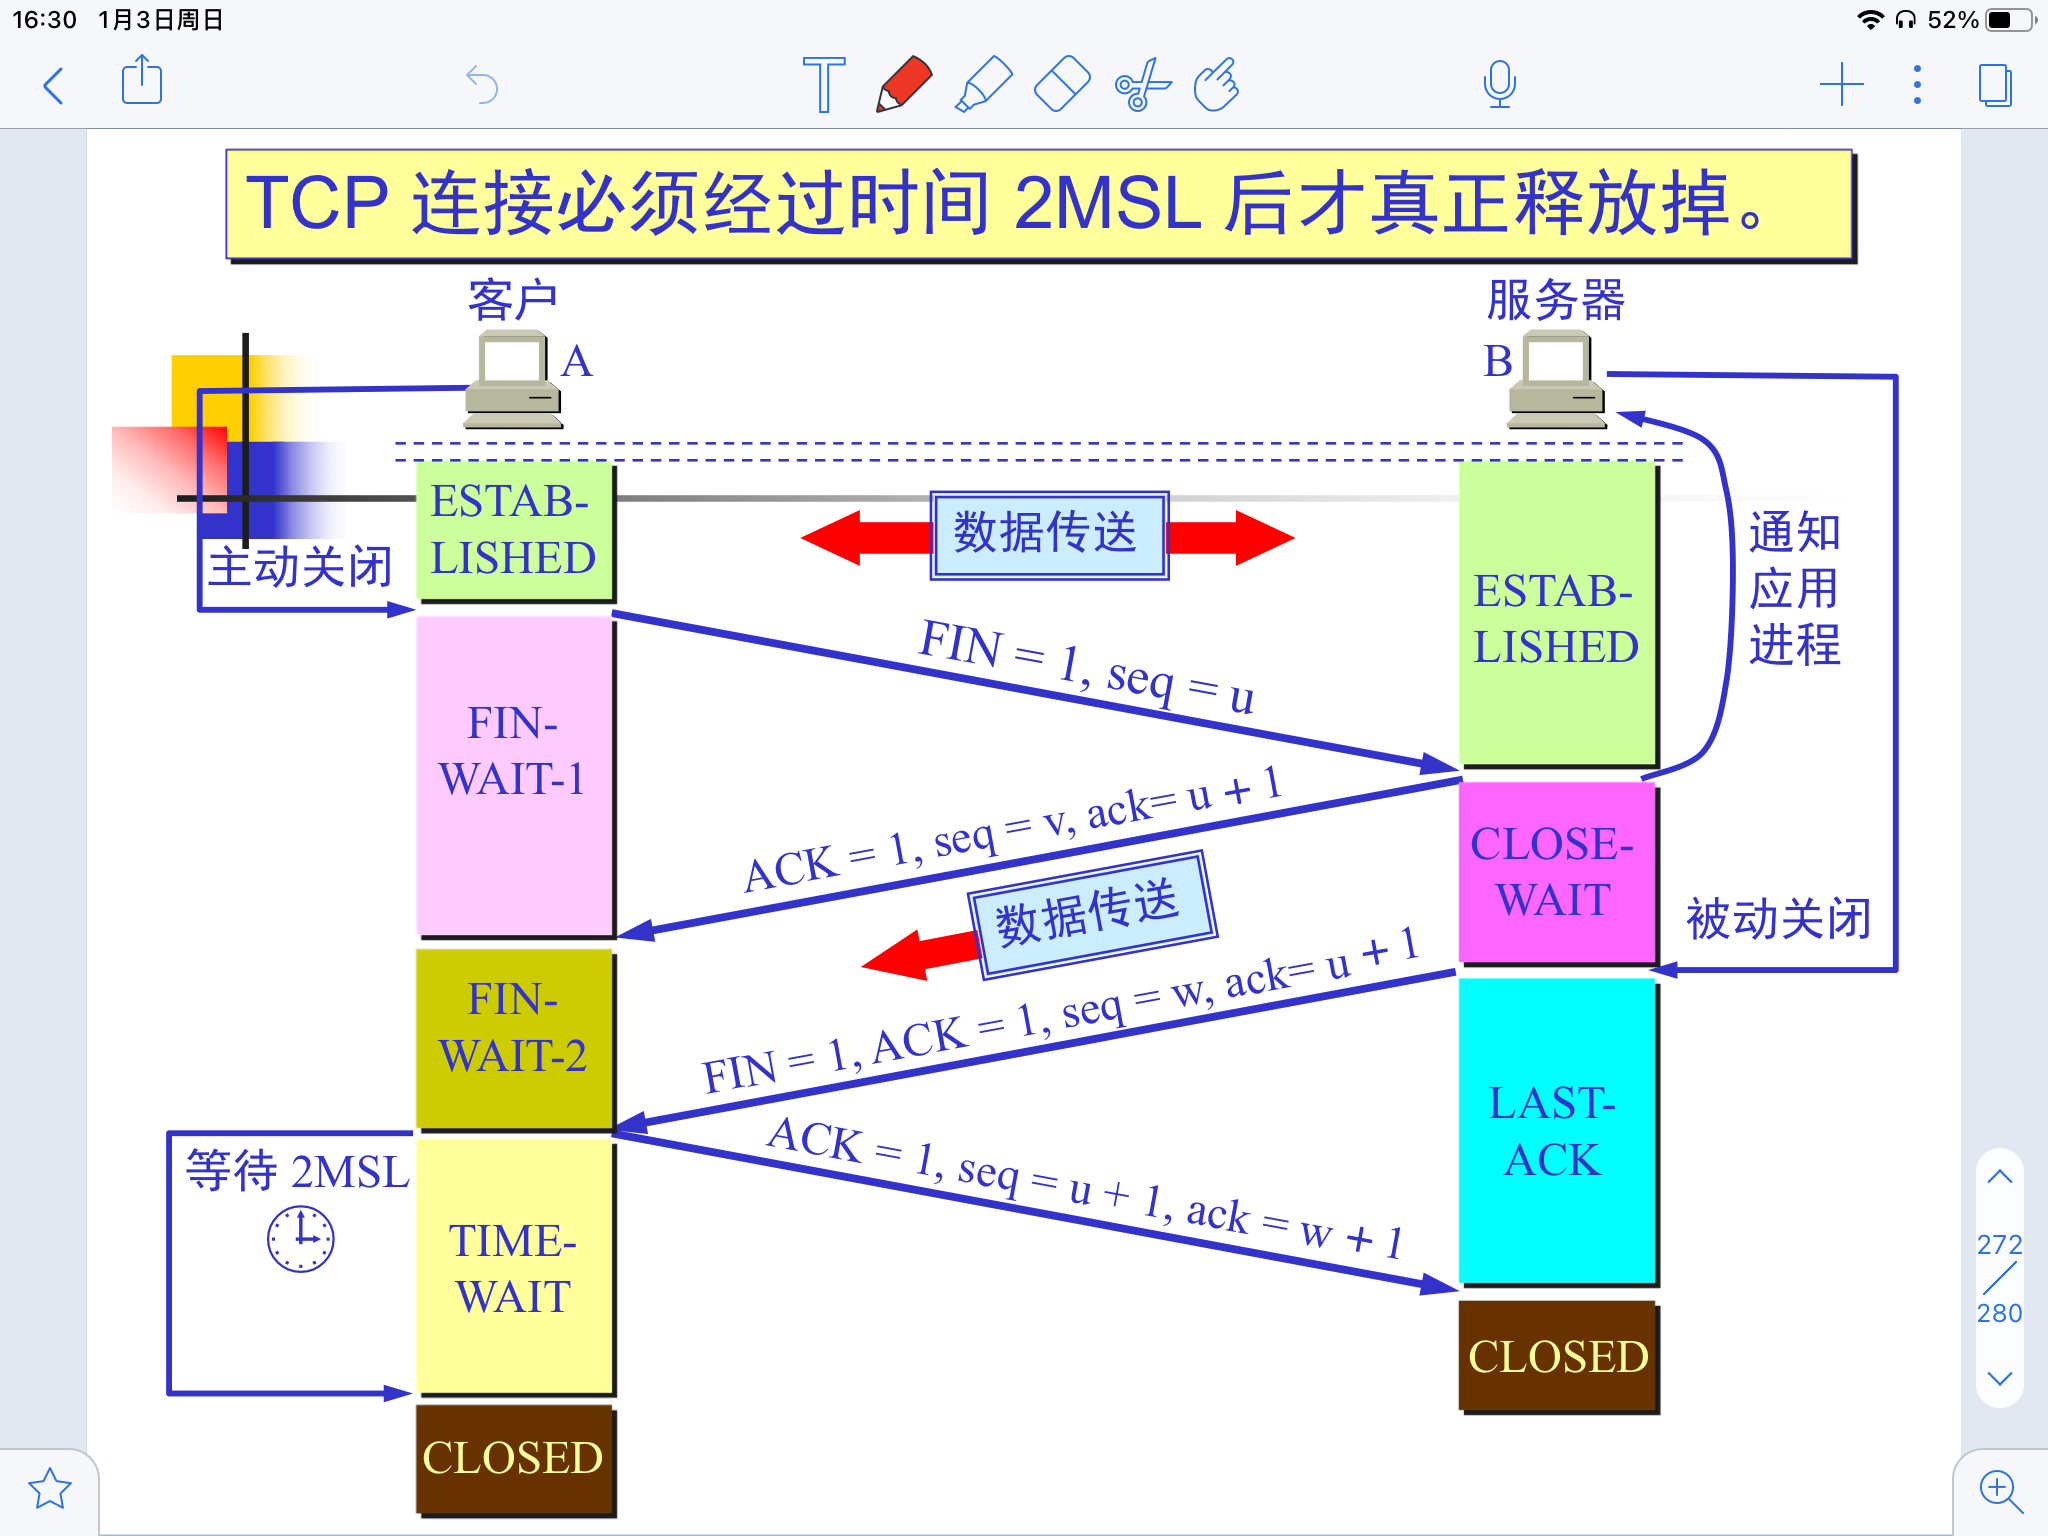 16:30 1月3日周日
52%
TCP 连接必须经过时间 2MSL 后才真正释放掉。
客户
服务器
A
B
ESTAB-
LISHED
数据传送
主动关闭
ESTAB-
LISHED
通知
应用
进程
FIN = 1, seq = u
FIN-
WAIT-1
ACK = 1, seq = v, ack= u + 1
CLOSE-
WAIT
数据传送
被动关闭
FIN-
WAIT-2
FIN = 1, ACK = 1, seq = w, ack= u + 1
LAST-
ACK
等待 2MSL
ACK = 1, seq = u + 1, ack = w + 1
TIME-
WAIT
CLOSED
CLOSED
272
280